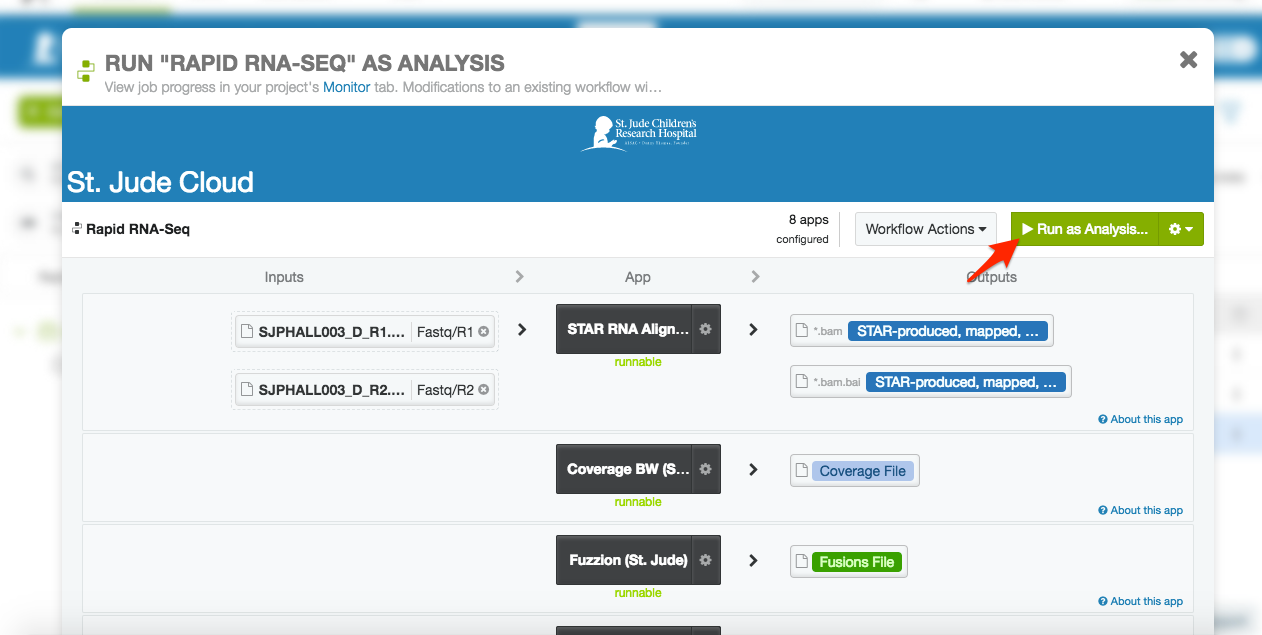 RUN "RAPID RNA-SEQ" AS ANALYSIS
View job progress in your project's Monitor tab. Modifications to an existing workflow wi…
St. Jude Children's
Research Hospital
St. Jude Cloud
Rapid RNA-Seq
8 apps
configured
Workflow Actions
Run as Analysis...
Inputs
App
Outputs
SJPHALL003_D_R1.... Fastq/R1
STAR RNA Align...
*.bam STAR-produced, mapped, ...
runnable
SJPHALL003_D_R2.... Fastq/R2
*.bam.bai STAR-produced, mapped, ...
About this app
Coverage BW (S...
Coverage File
runnable
About this app
Fuzzion (St. Jude)
Fusions File
runnable
About this app